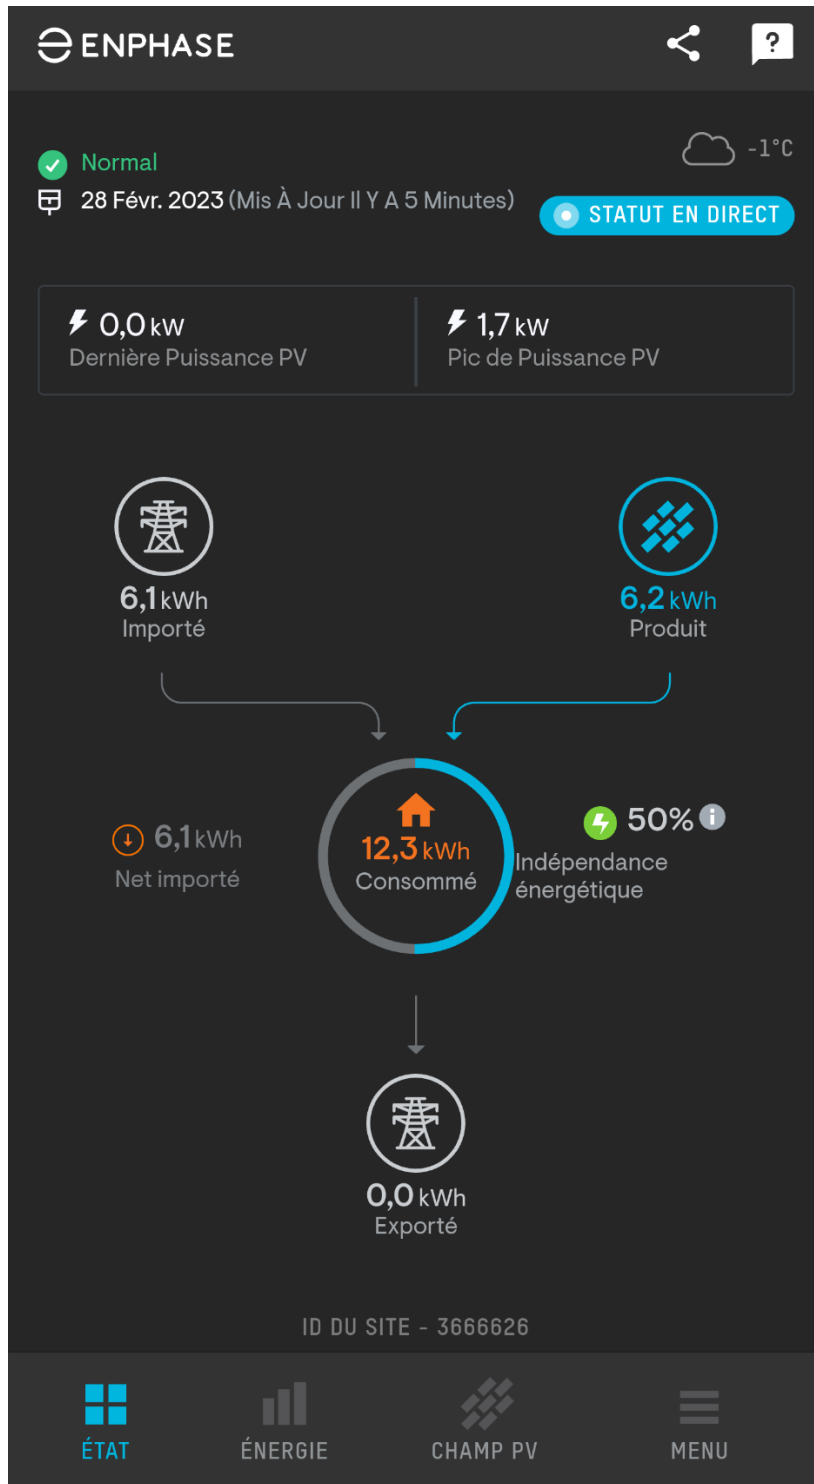 ENPHASE
?
Normal
-1°C
28 Févr. 2023 (Mis À Jour Il Y A 5 Minutes)
STATUT EN DIRECT
0,0 kW
Dernière Puissance PV
1,7 kW
Pic de Puissance PV
6,1 kWh
Importé
6,2 kWh
Produit
6,1 kWh
Net importé
12,3 kWh
Consommé
50% i
Indépendance
énergétique
0,0 kWh
Exporté
ID DU SITE - 3666626
ÉTAT
ÉNERGIE
CHAMP PV
MENU